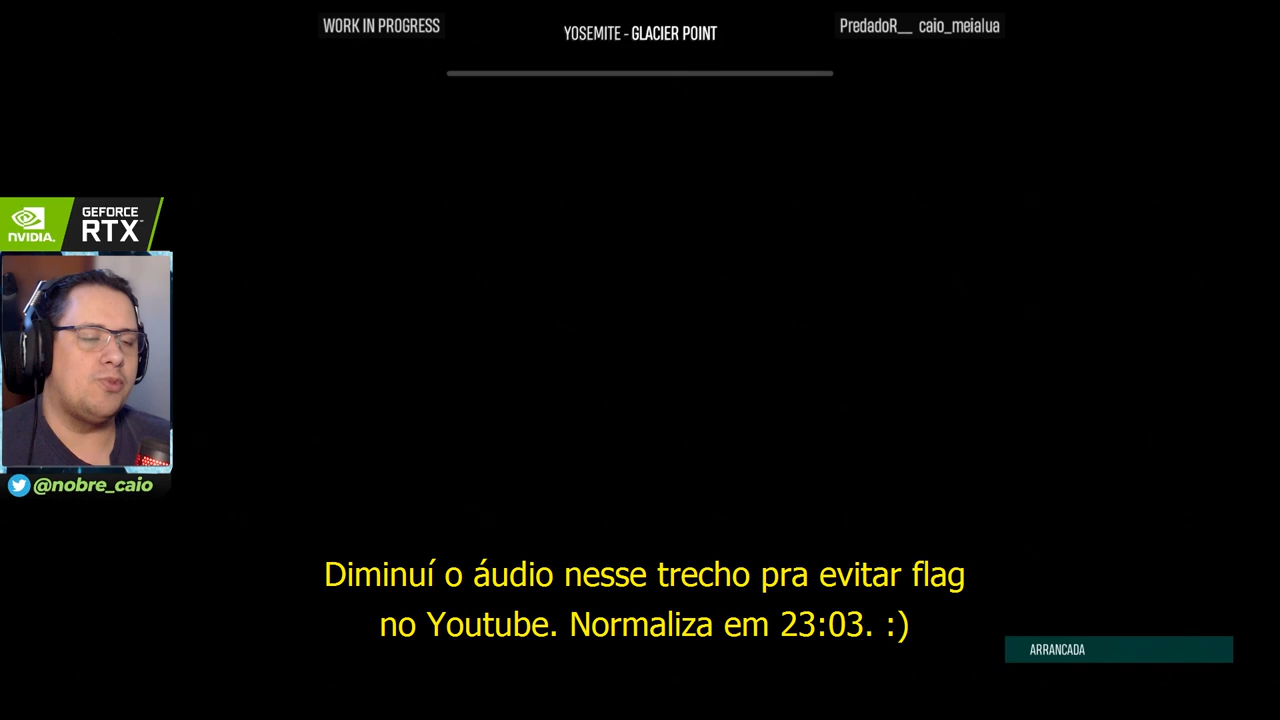 WORK IN PROGRESS
YOSEMITE - GLACIER POINT
PredadoR__ caio_meialua
NVIDIA.
GEFORCE
RTX™
@nobre_caio
Diminuí o áudio nesse trecho pra evitar flag
no Youtube. Normaliza em 23:03. :)
ARRANCADA